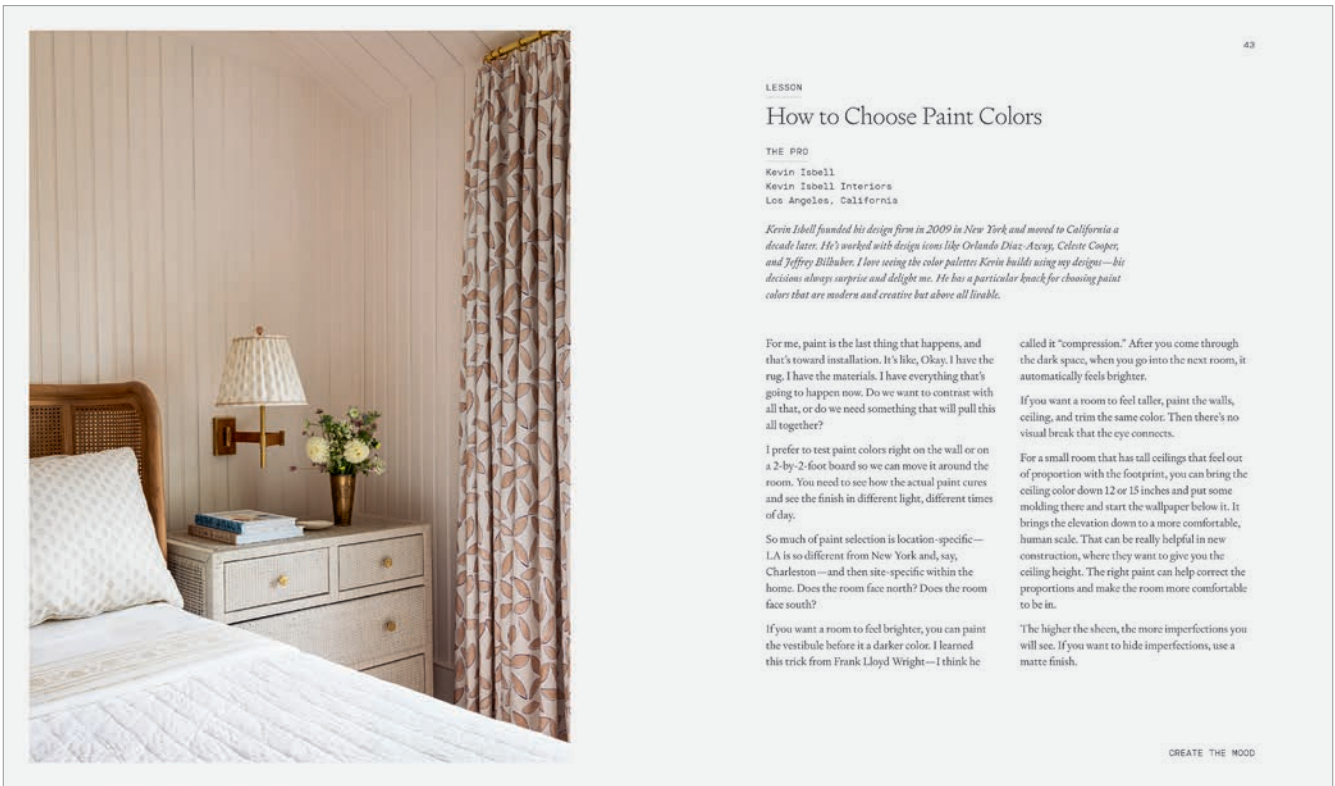 43
LESSON
How to Choose Paint Colors
THE PRO
Kevin Isbell
Kevin Isbell Interiors
Los Angeles, California
Kevin Isbell founded his design firm in 2009 in New York and moved to California a
decade later. He's worked with design icons like Orlando Diaz-Azcuy, Celeste Cooper,
and Jeffrey Bilhuber. I love seeing the color palettes Kevin builds using my designs—his
decisions always surprise and delight me. He has a particular knack for choosing paint
colors that are modern and creative but above all livable.
For me, paint is the last thing that happens, and
that's toward installation. It's like, Okay. I have the
rug. I have the materials. I have everything that's
going to happen now. Do we want to contrast with
all that, or do we need something that will pull this
all together?
I prefer to test paint colors right on the wall or on
a 2-by-2-foot board so we can move it around the
room. You need to see how the actual paint cures
and see the finish in different light, different times
of day.
So much of paint selection is location-specific—
LA is so different from New York and, say,
Charleston—and then site-specific within the
home. Does the room face north? Does the room
face south?
If you want a room to feel brighter, you can paint
the vestibule before it a darker color. I learned
this trick from Frank Lloyd Wright—I think he
called it “compression.” After you come through
the dark space, when you go into the next room, it
automatically feels brighter.
If you want a room to feel taller, paint the walls,
ceiling, and trim the same color. Then there's no
visual break that the eye connects.
For a small room that has tall ceilings that feel out
of proportion with the footprint, you can bring the
ceiling color down 12 or 15 inches and put some
molding there and start the wallpaper below it. It
brings the elevation down to a more comfortable,
human scale. That can be really helpful in new
construction, where they want to give you the
ceiling height. The right paint can help correct the
proportions and make the room more comfortable
to be in.
The higher the sheen, the more imperfections you
will see. If you want to hide imperfections, use a
matte finish.
CREATE THE MOOD